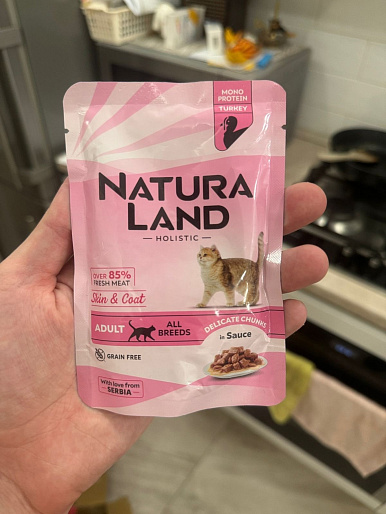 MONO
PROTEIN
TURKEY
NATURA
LAND
HOLISTIC
OVER 85%
FRESH MEAT
Skin & Coat
ADULT
ALL
BREEDS
DELICATE CHUNKS
in Sauce
GRAIN FREE
With love from
SERBIA